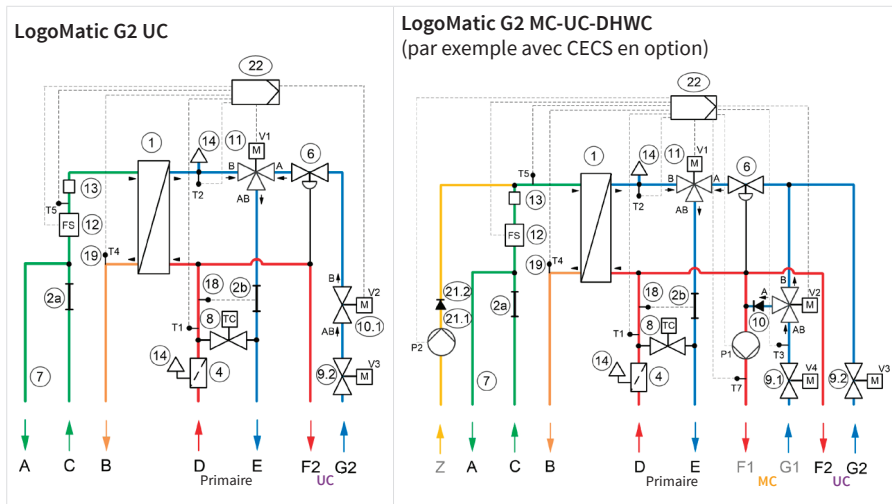 LogoMatic G2 UC
22
1
14
11
V1
M
6
B
A
AB
T2
13
T5
FS
12
19
T4
2a
18
2b
B
V2
M
AB
10.1
8
TC
T1
14
4
V3
9.2
M
7
A
C
B
D
E
F2
G2
Primaire
UC
LogoMatic G2 MC-UC-DHWC
(par exemple avec CECS en option)
22
1
14
11
V1
M
6
T5
B
A
AB
T2
13
FS
12
19
T4
21.2
21.1
2a
18
2b
B
A
V2
M
10
AB
P2
8
TC
T1
P1
T3
14
4
T7
V4
9.1
M
9.2
V3
M
7
Z
A
C
B
D
E
F1
G1
F2
G2
Primaire
MC
UC